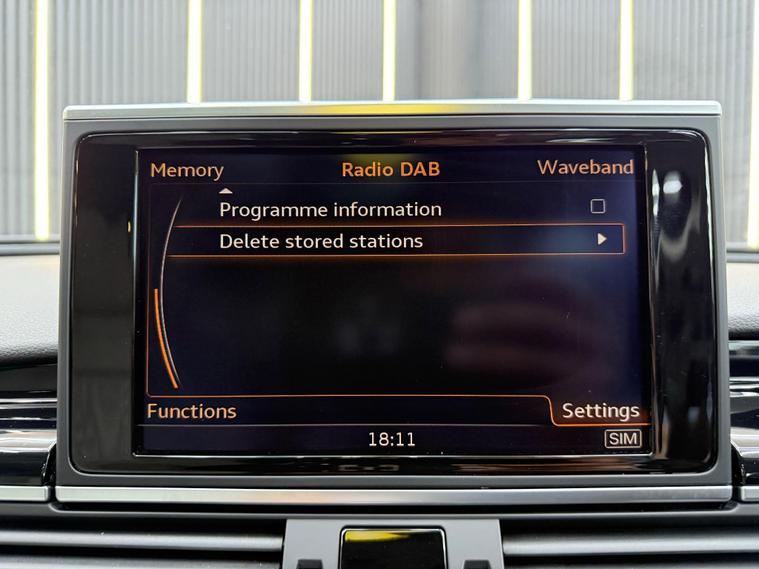 Memory Radio DAB Waveband
Programme information
Delete stored stations
Functions Settings
18:11 SIM